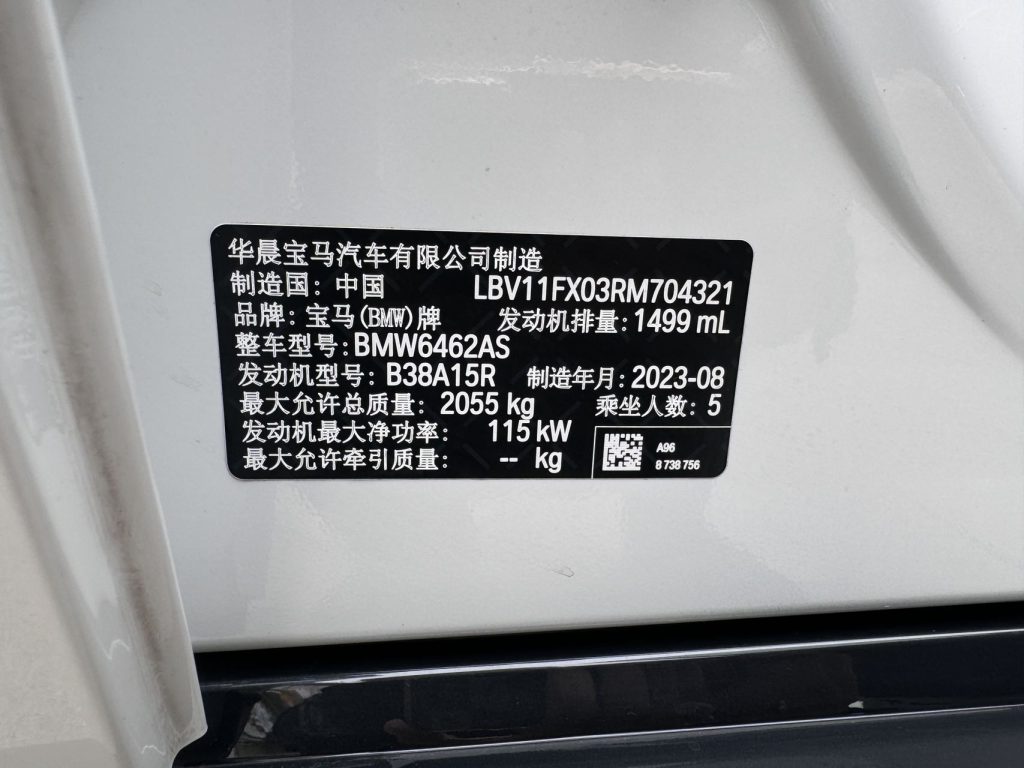 华晨宝马汽车有限公司制造
制造国：中国 LBV11FX03RM704321
品牌：宝马(BMW)牌 发动机排量：1499 mL
整车型号：BMW6462AS
发动机型号：B38A15R 制造年月：2023-08
最大允许总质量：2055 kg 乘坐人数：5
发动机最大净功率：115 kW
最大允许牵引质量：-- kg
A96
8 738 756